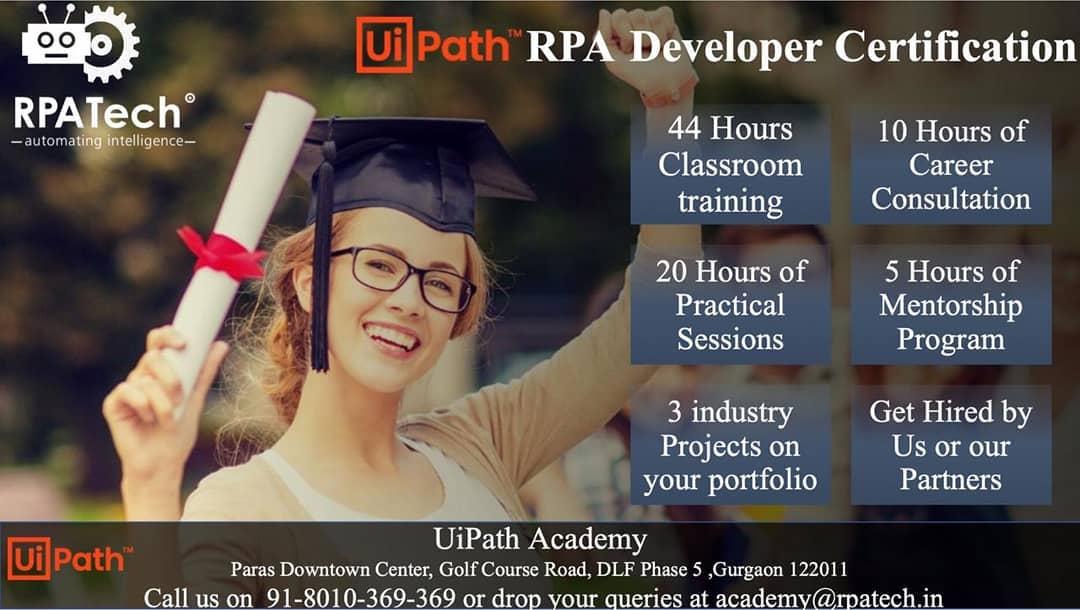 UiPath™ RPA Developer Certification
RPATech®
—automating intelligence—
44 Hours
Classroom
training
10 Hours of
Career
Consultation
20 Hours of
Practical
Sessions
5 Hours of
Mentorship
Program
3 industry
Projects on
your portfolio
Get Hired by
Us or our
Partners
UiPath™
UiPath Academy
Paras Downtown Center, Golf Course Road, DLF Phase 5 ,Gurgaon 122011
Call us on 91-8010-369-369 or drop your queries at academy@rpatech.in